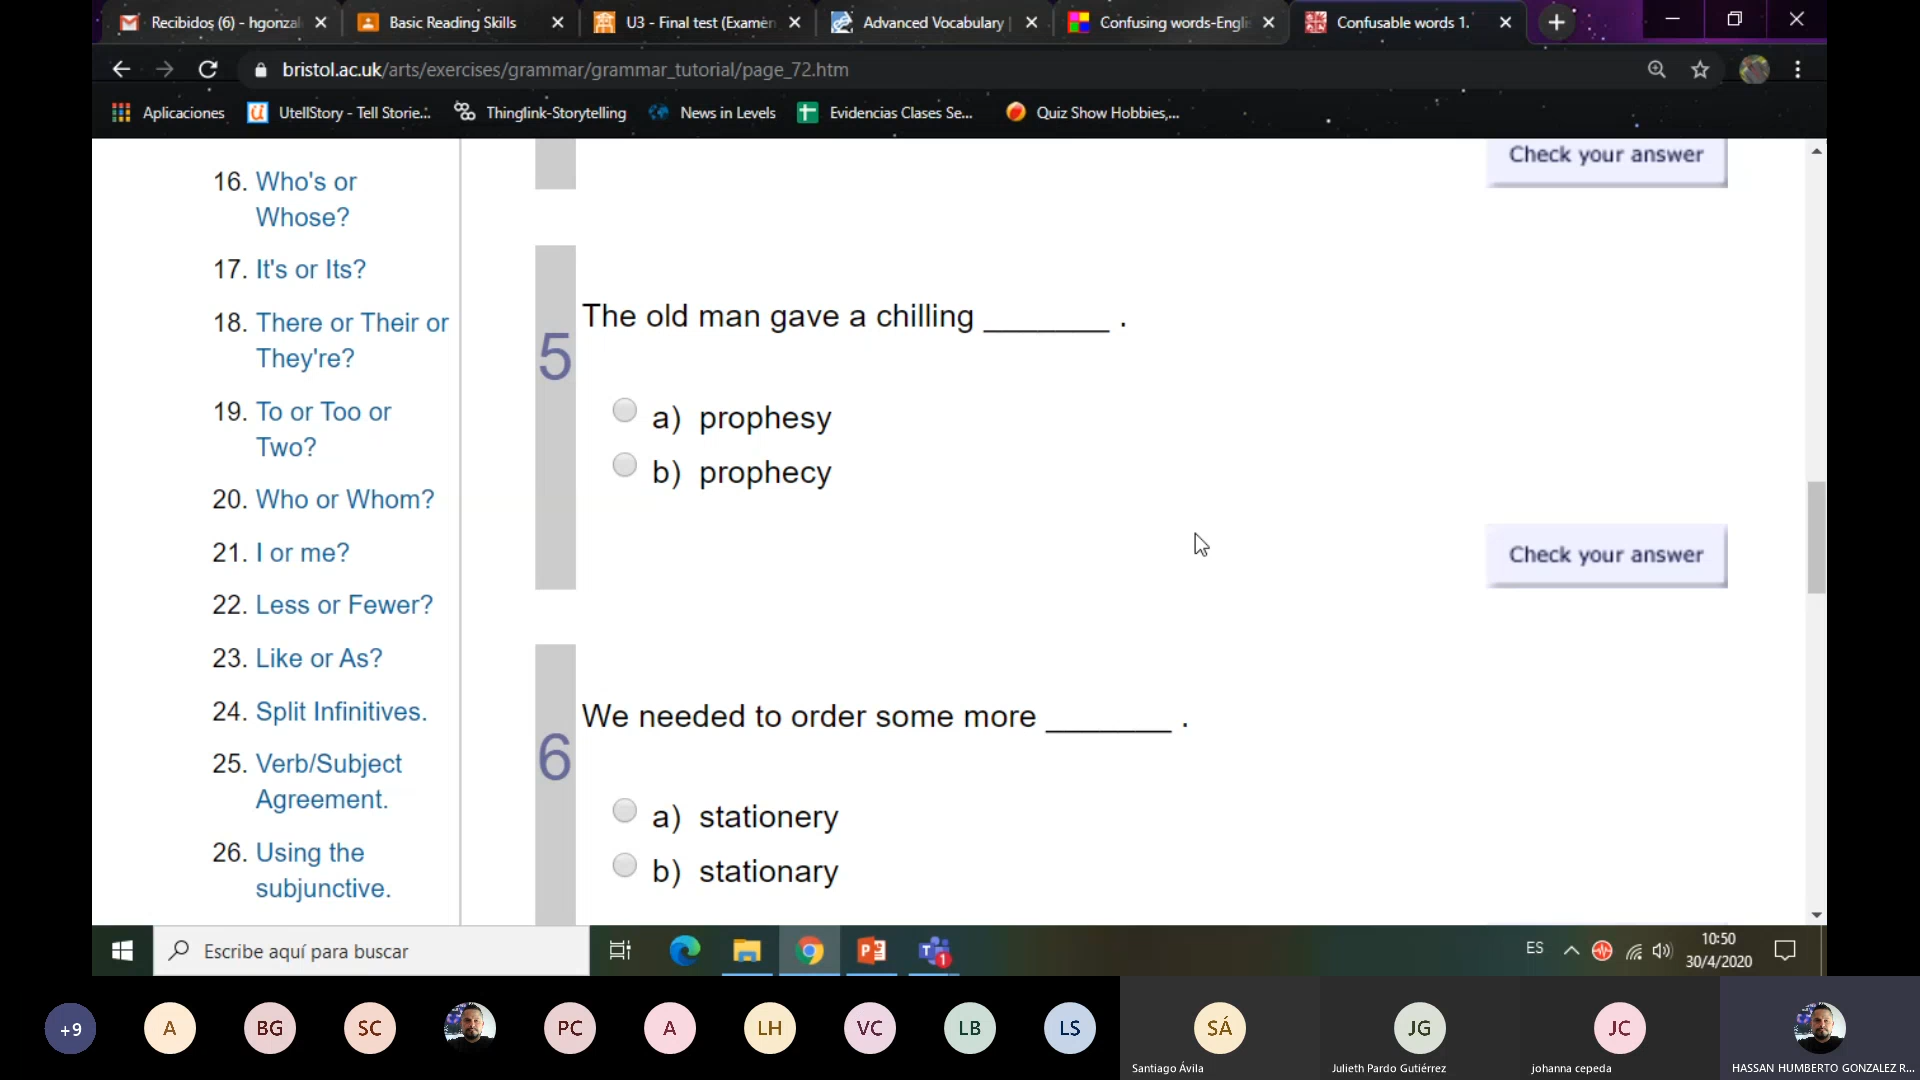 Recibidos (6) - hgonzal
Basic Reading Skills
U3 - Final test (Examen
Advanced Vocabulary |
Confusing words-Engli
Confusable words 1.
bristol.ac.uk/arts/exercises/grammar/grammar_tutorial/page_72.htm
Aplicaciones
UtellStory - Tell Storie...
Thinglink-Storytelling
News in Levels
Evidencias Clases Se...
Quiz Show Hobbies,...
16. Who's or
Whose?
17. It's or Its?
18. There or Their or
They're?
19. To or Too or
Two?
20. Who or Whom?
21. I or me?
22. Less or Fewer?
23. Like or As?
24. Split Infinitives.
25. Verb/Subject
Agreement.
26. Using the
subjunctive.
Check your answer
5
The old man gave a chilling _______ .
a) prophesy
b) prophecy
Check your answer
6
We needed to order some more _______ .
a) stationery
b) stationary
Escribe aquí para buscar
1
ES
10:50
30/4/2020
+9
A
BG
SC
PC
A
LH
VC
LB
LS
SÁ
Santiago Ávila
JG
Julieth Pardo Gutiérrez
JC
johanna cepeda
HASSAN HUMBERTO GONZALEZ R...